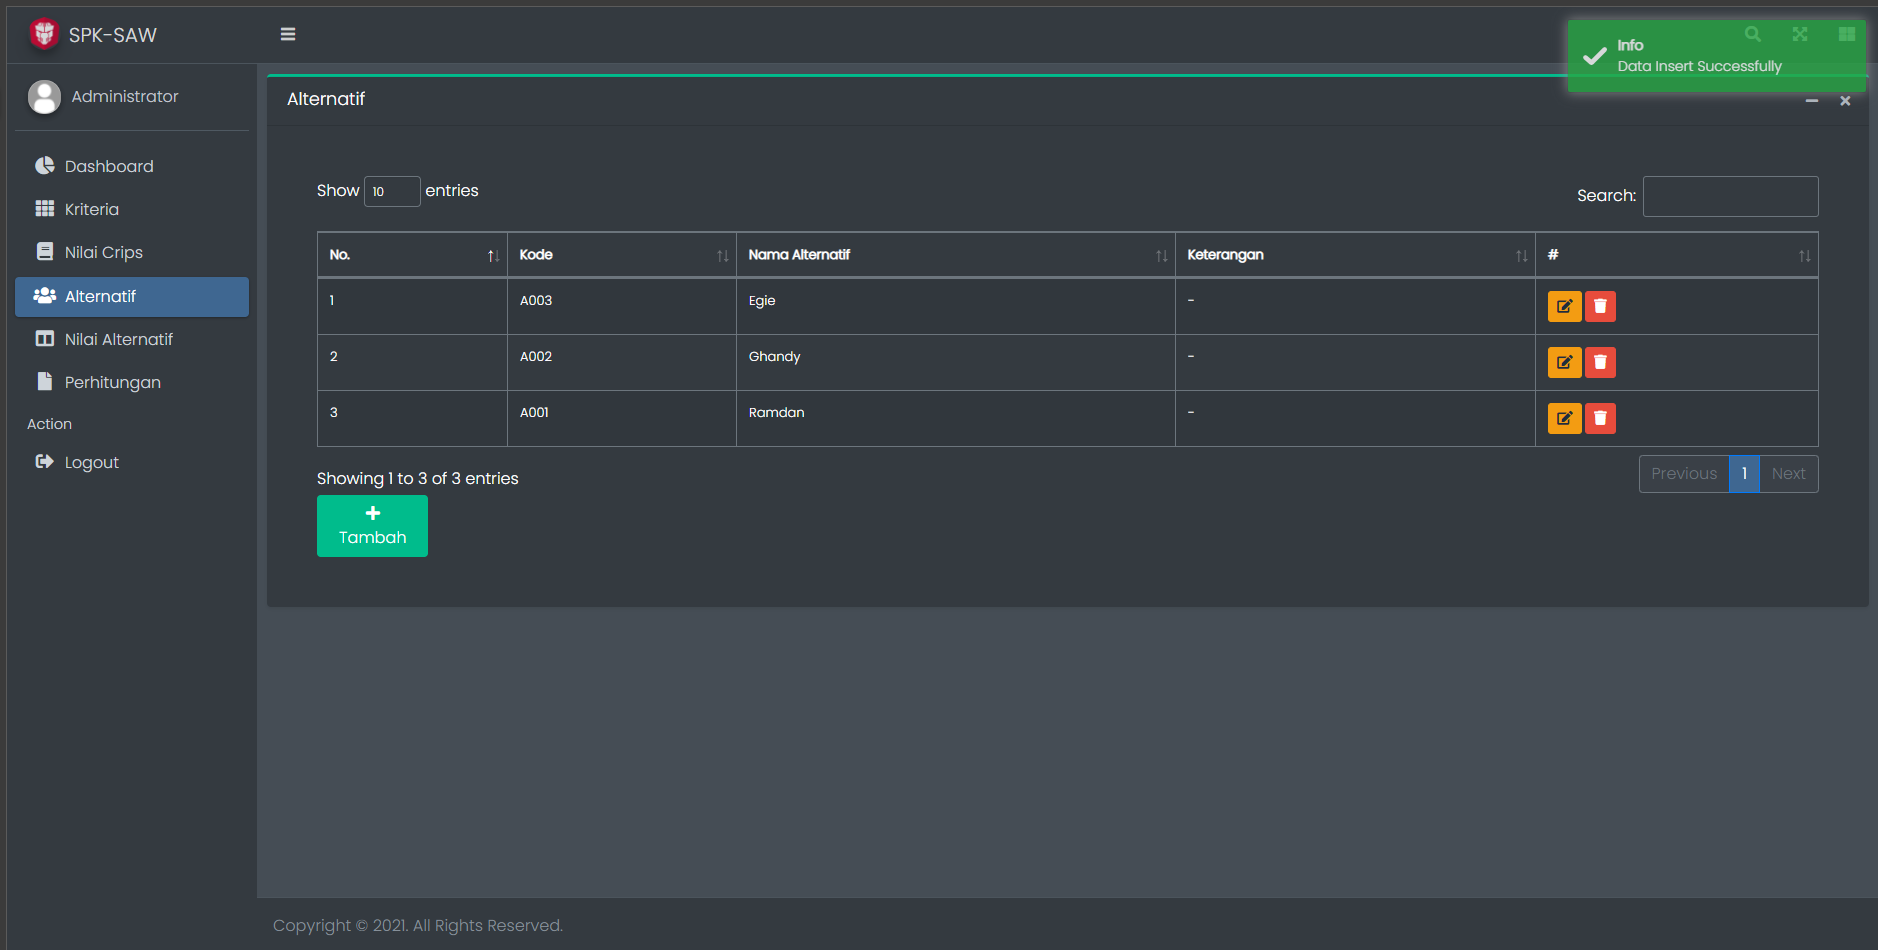 SPK-SAW
Info
Data Insert Successfully
Administrator
Alternatif
Dashboard
Kriteria
Nilai Crips
Alternatif
Nilai Alternatif
Perhitungan
Action
Logout
Show 10 entries
Search:
No. Kode Nama Alternatif Keterangan #
1 A003 Egie -
2 A002 Ghandy -
3 A001 Ramdan -
Showing 1 to 3 of 3 entries
Previous 1 Next
Tambah
Copyright © 2021. All Rights Reserved.